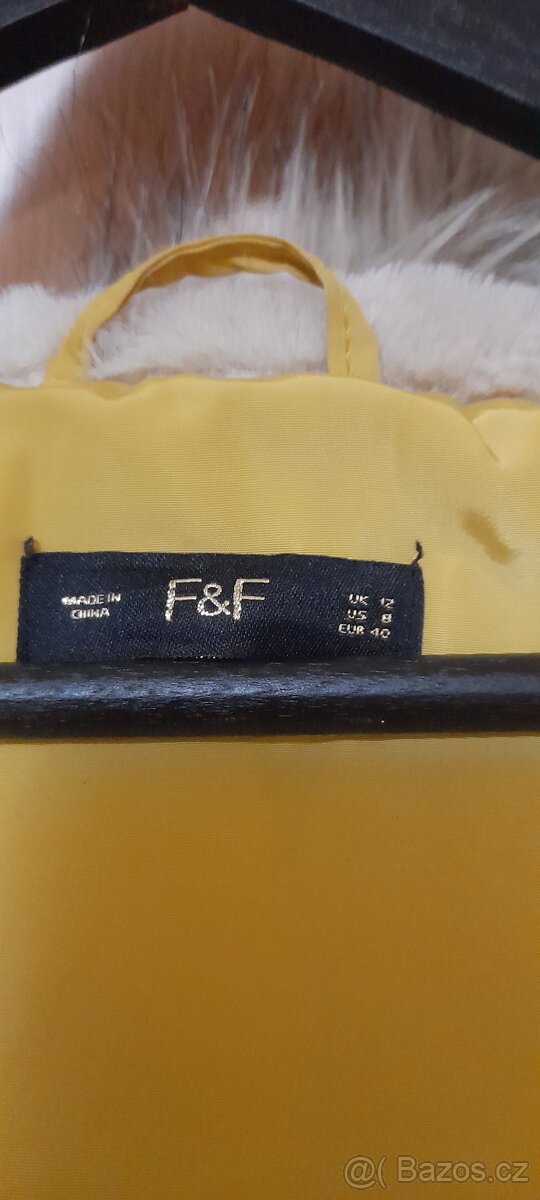 MADE IN
CHINA
F&F
UK 12
US 8
EUR 40
@( Bazos.cz